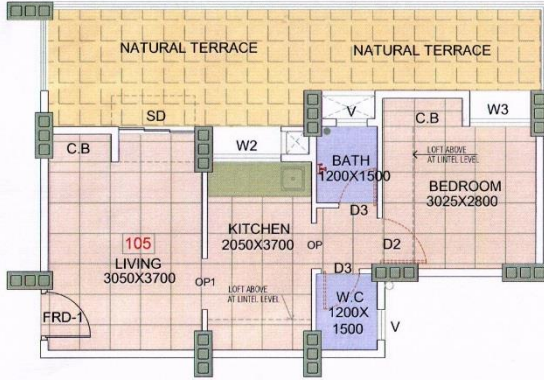 NATURAL TERRACE
NATURAL TERRACE
SD
V
W3
C.B
C.B
W2
BATH
1200X1500
LOFT ABOVE
AT LINTEL LEVEL
BEDROOM
3025X2800
D3
KITCHEN
2050X3700
OP
D2
105
LIVING
3050X3700
OP1
D3
LOFT ABOVE
AT LINTEL LEVEL
W.C
1200X
1500
FRD-1
V